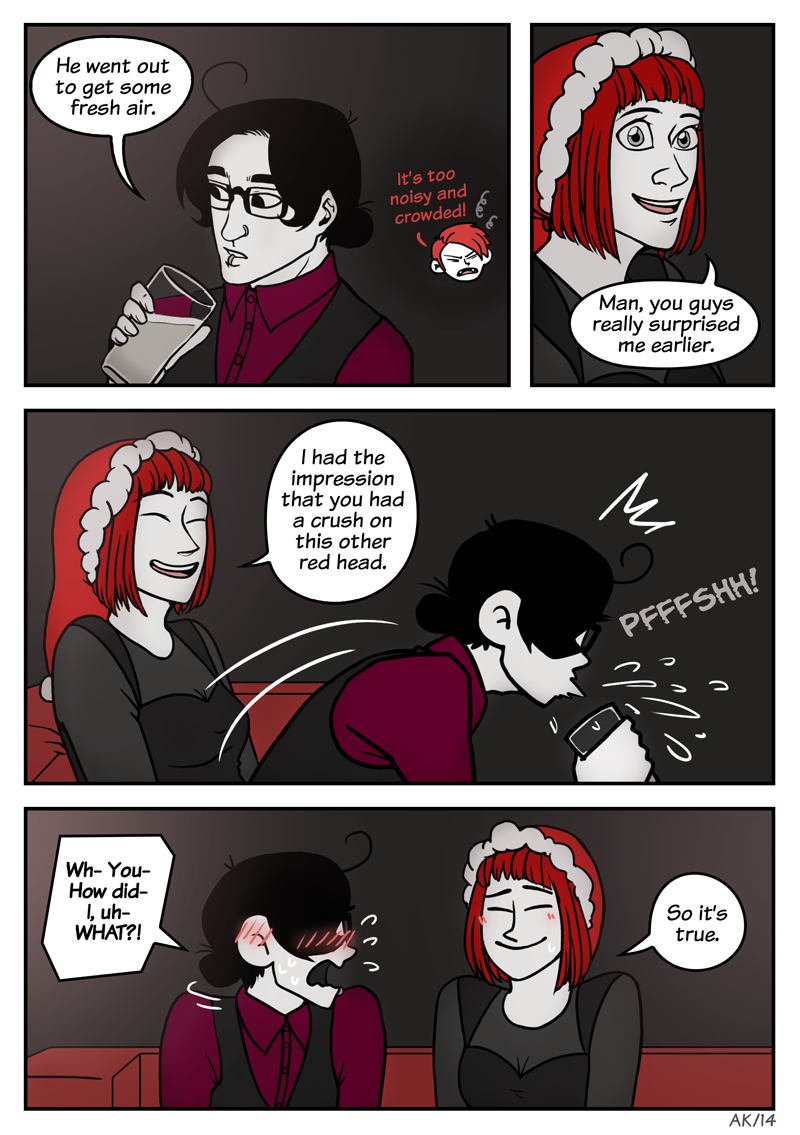 He went out
to get some
fresh air.
It's too
noisy and
crowded!
Man, you guys
really surprised
me earlier.
I had the
impression
that you had
a crush on
this other
red head.
PFFFSHH!
Wh- You-
How did-
I, uh-
WHAT?!
So it's
true.
AK/14